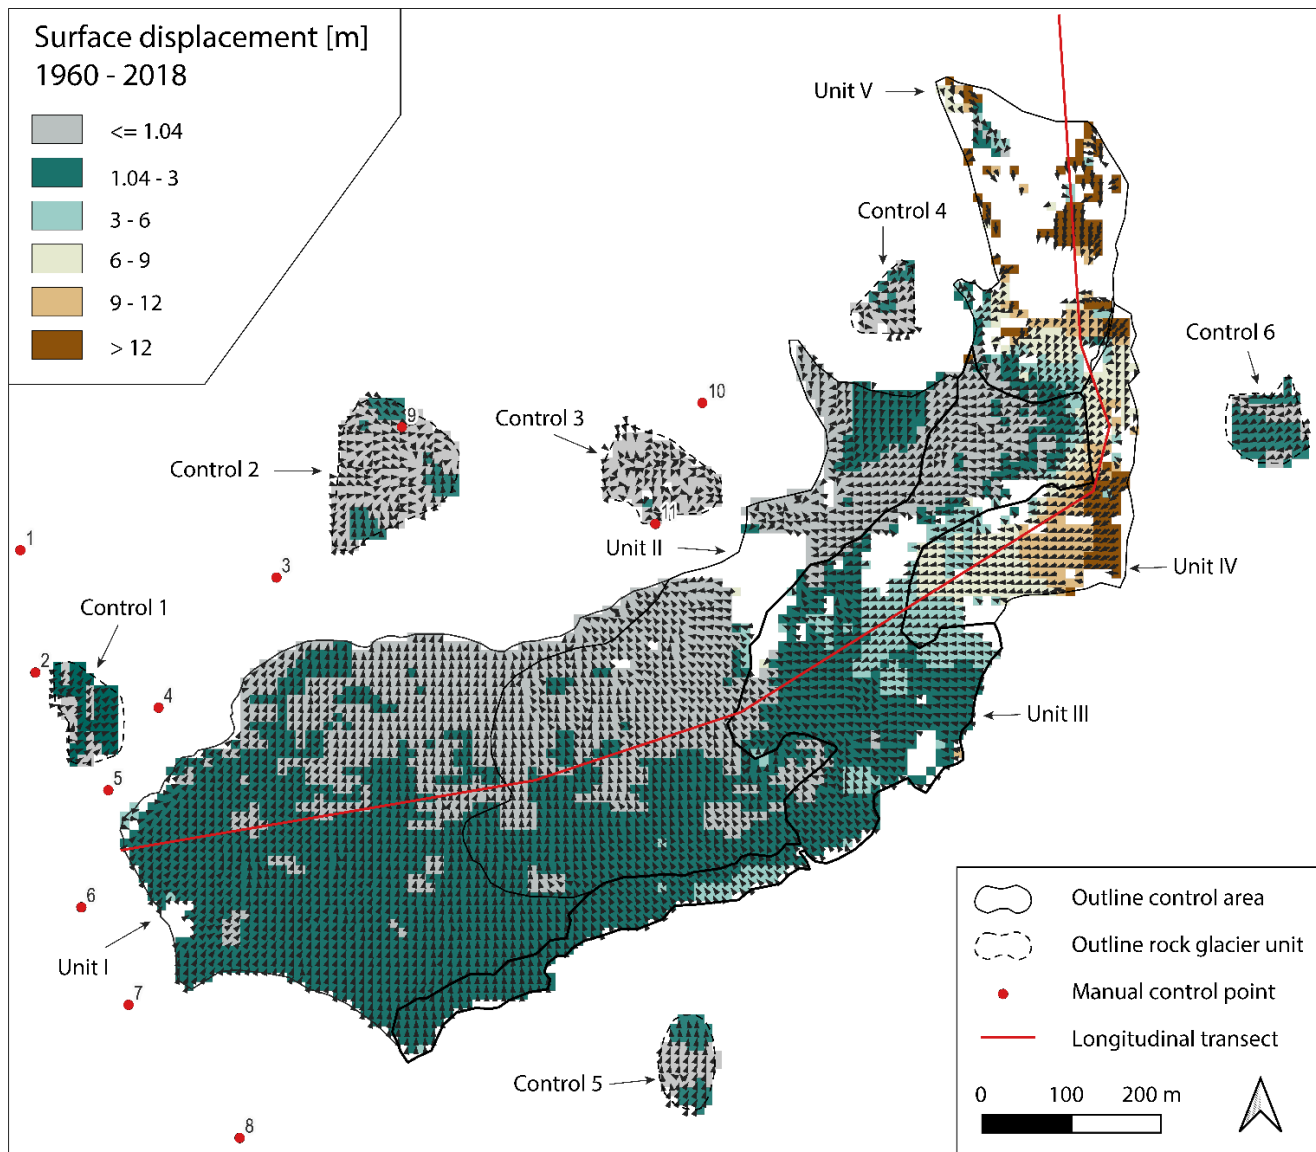 Surface displacement [m]
1960 - 2018
<= 1.04
1.04 - 3
3 - 6
6 - 9
9 - 12
> 12
Unit V
Control 4
Control 6
10
9
Control 3
Control 2
11
1
Unit II
3
Unit IV
Control 1
2
4
Unit III
5
6
Unit I
7
Control 5
8
Outline control area
Outline rock glacier unit
Manual control point
Longitudinal transect
0 100 200 m